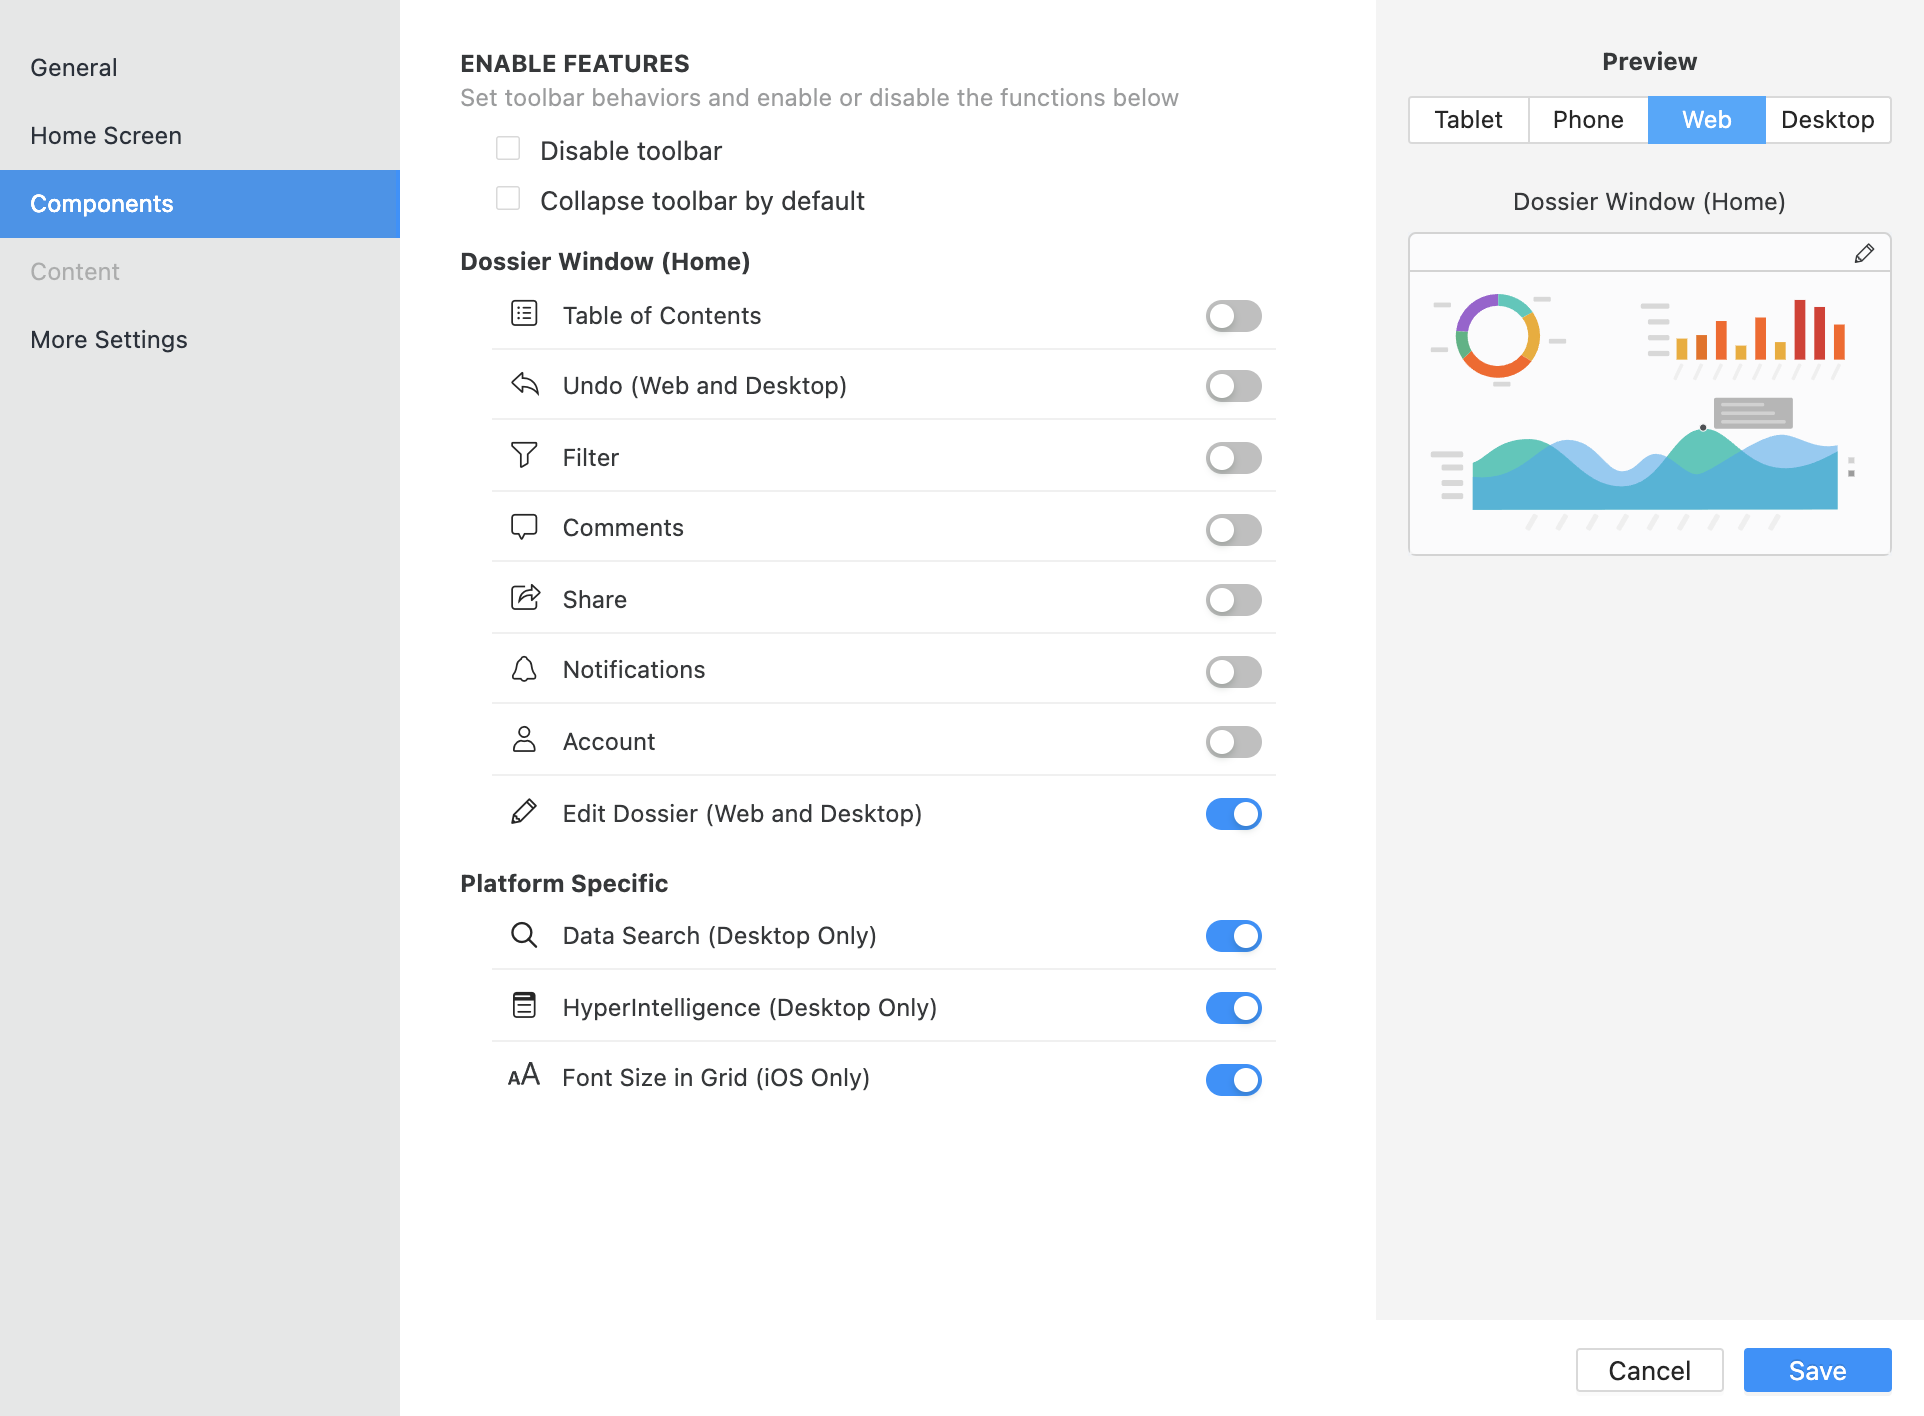 General
Home Screen
Components
Content
More Settings
ENABLE FEATURES
Set toolbar behaviors and enable or disable the functions below
Disable toolbar
Collapse toolbar by default
Dossier Window (Home)
Table of Contents
Undo (Web and Desktop)
Filter
Comments
Share
Notifications
Account
Edit Dossier (Web and Desktop)
Platform Specific
Data Search (Desktop Only)
HyperIntelligence (Desktop Only)
Font Size in Grid (iOS Only)
Preview
Tablet Phone Web Desktop
Dossier Window (Home)
Cancel Save